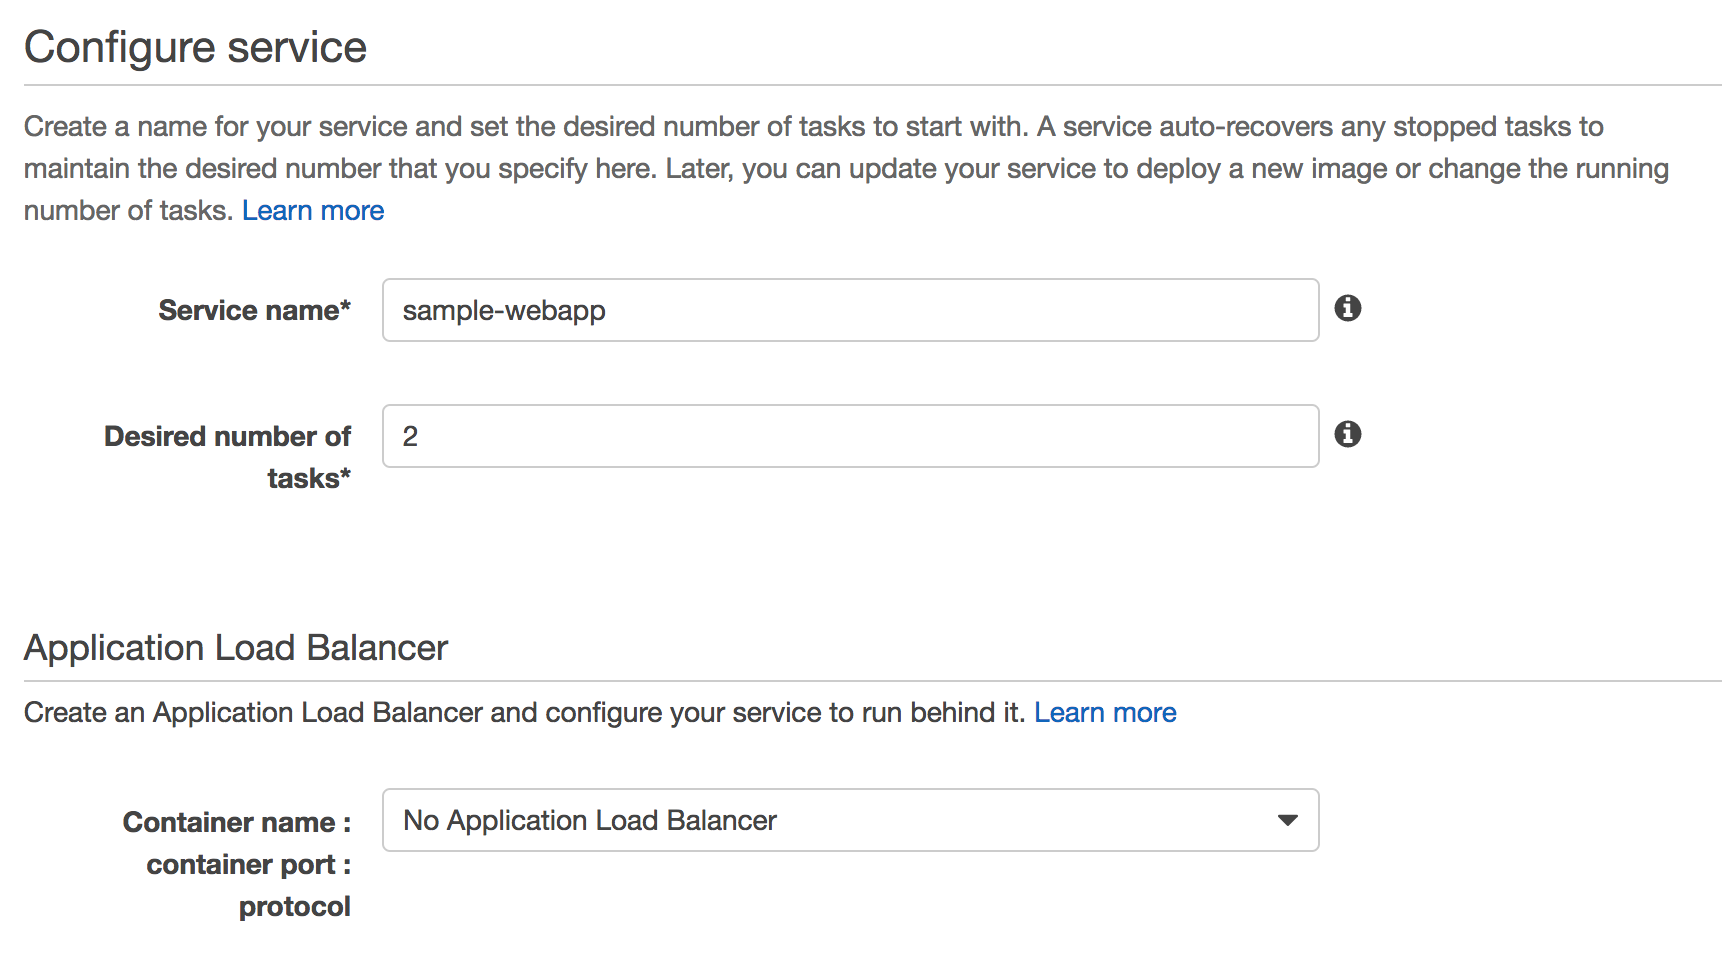 Configure service
Create a name for your service and set the desired number of tasks to start with. A service auto-recovers any stopped tasks to
maintain the desired number that you specify here. Later, you can update your service to deploy a new image or change the running
number of tasks. Learn more
Service name* sample-webapp
Desired number of 2
tasks*
Application Load Balancer
Create an Application Load Balancer and configure your service to run behind it. Learn more
Container name : No Application Load Balancer
container port :
protocol